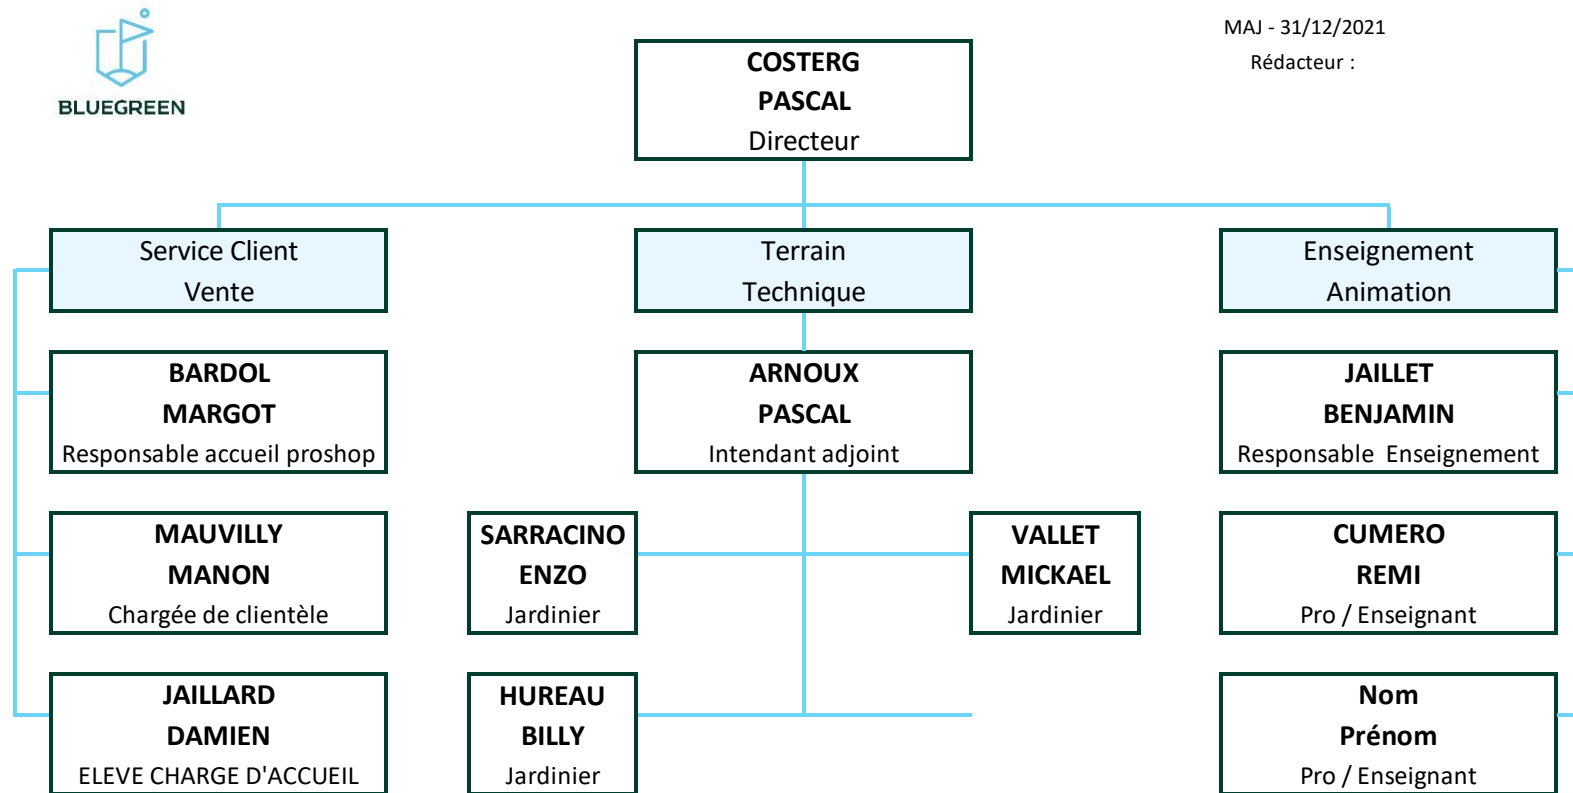 BLUEGREEN
MAJ - 31/12/2021
Rédacteur :
COSTERG
PASCAL
Directeur
Service Client
Vente
Terrain
Technique
Enseignement
Animation
BARDOL
MARGOT
Responsable accueil proshop
ARNOUX
PASCAL
Intendant adjoint
JAILLET
BENJAMIN
Responsable  Enseignement
MAUVILLY
MANON
Chargée de clientèle
SARRACINO
ENZO
Jardinier
VALLET
MICKAEL
Jardinier
CUMERO
REMI
Pro / Enseignant
JAILLARD
DAMIEN
ELEVE CHARGE D'ACCUEIL
HUREAU
BILLY
Jardinier
Nom
Prénom
Pro / Enseignant